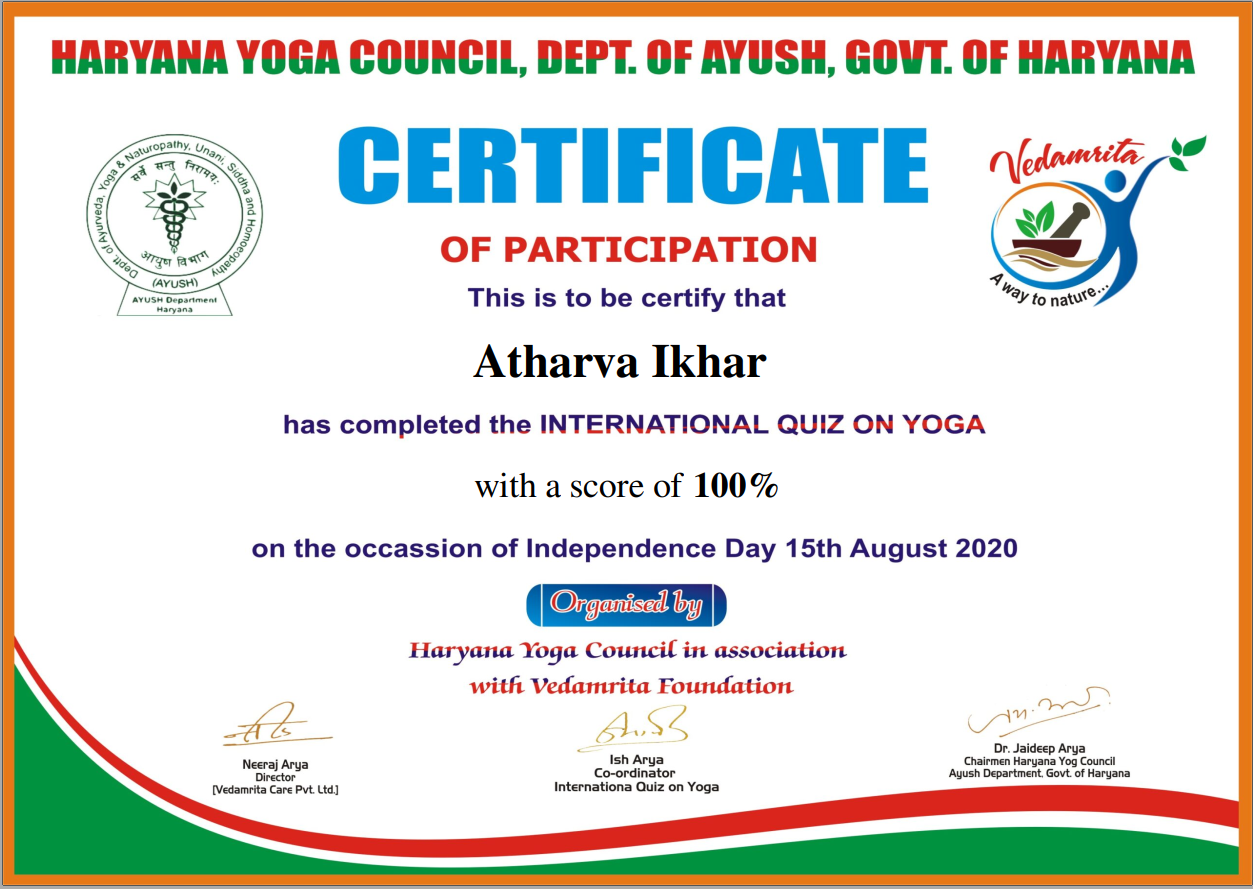 HARYANA YOGA COUNCIL, DEPT. OF AYUSH, GOVT. OF HARYANA
Deptt. of Ayurveda, Yoga & Naturopathy, Unani, Siddha and Homoeopathy
सर्वे सन्तु निरामयः
आयुष विभाग
(AYUSH)
AYUSH Department
Haryana
CERTIFICATE
OF PARTICIPATION
Vedamrita
A way to nature...
This is to be certify that
Atharva Ikhar
has completed the INTERNATIONAL QUIZ ON YOGA
with a score of 100%
on the occassion of Independence Day 15th August 2020
Organised by
Haryana Yoga Council in association
with Vedamrita Foundation
Neeraj Arya
Director
[Vedamrita Care Pvt. Ltd.]
Ish Arya
Co-ordinator
Internationa Quiz on Yoga
Dr. Jaideep Arya
Chairmen Haryana Yog Council
Ayush Department. Govt. of Haryana